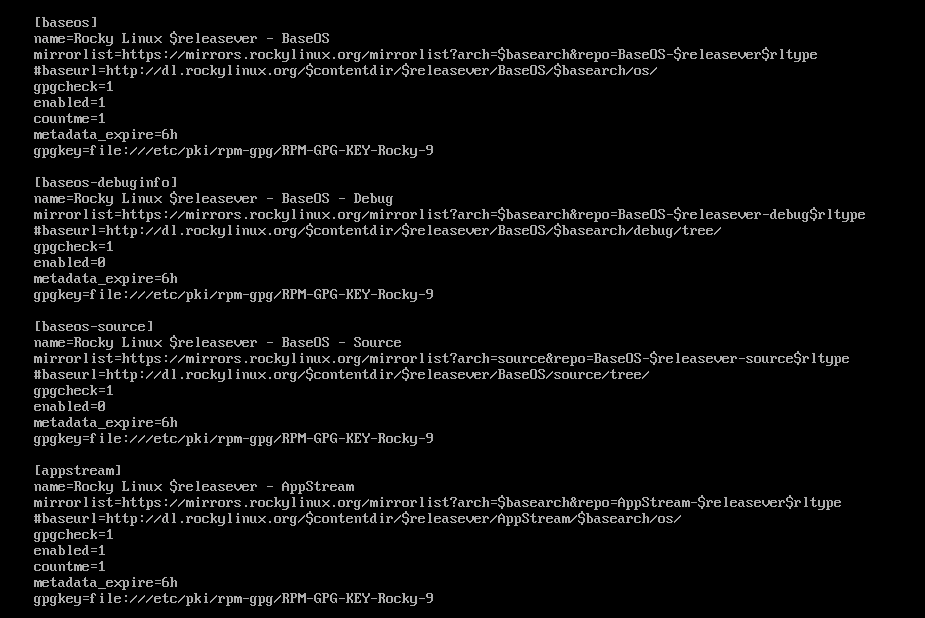 [baseos]
name=Rocky Linux $releasever - BaseOS
mirrorlist=https://mirrors.rockylinux.org/mirrorlist?arch=$basearch&repo=BaseOS-$releasever$rltype
#baseurl=http://dl.rockylinux.org/$contentdir/$releasever/BaseOS/$basearch/os/
gpgcheck=1
enabled=1
countme=1
metadata_expire=6h
gpgkey=file:///etc/pki/rpm-gpg/RPM-GPG-KEY-Rocky-9

[baseos-debuginfo]
name=Rocky Linux $releasever - BaseOS - Debug
mirrorlist=https://mirrors.rockylinux.org/mirrorlist?arch=$basearch&repo=BaseOS-$releasever-debug$rltype
#baseurl=http://dl.rockylinux.org/$contentdir/$releasever/BaseOS/$basearch/debug/tree/
gpgcheck=1
enabled=0
metadata_expire=6h
gpgkey=file:///etc/pki/rpm-gpg/RPM-GPG-KEY-Rocky-9

[baseos-source]
name=Rocky Linux $releasever - BaseOS - Source
mirrorlist=https://mirrors.rockylinux.org/mirrorlist?arch=source&repo=BaseOS-$releasever-source$rltype
#baseurl=http://dl.rockylinux.org/$contentdir/$releasever/BaseOS/source/tree/
gpgcheck=1
enabled=0
metadata_expire=6h
gpgkey=file:///etc/pki/rpm-gpg/RPM-GPG-KEY-Rocky-9

[appstream]
name=Rocky Linux $releasever - AppStream
mirrorlist=https://mirrors.rockylinux.org/mirrorlist?arch=$basearch&repo=AppStream-$releasever$rltype
#baseurl=http://dl.rockylinux.org/$contentdir/$releasever/AppStream/$basearch/os/
gpgcheck=1
enabled=1
countme=1
metadata_expire=6h
gpgkey=file:///etc/pki/rpm-gpg/RPM-GPG-KEY-Rocky-9